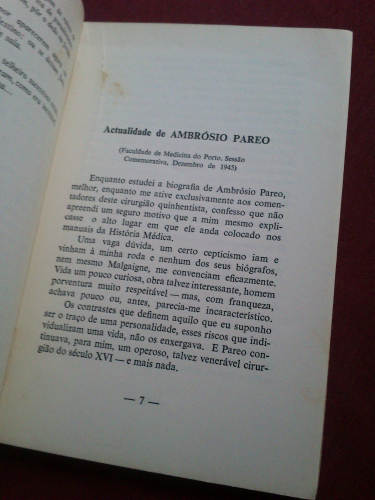 apareceram
telheiro
Actualidade de AMBRÓSIO PAREO
(Faculdade de Medicina do Porto. Sessão
Comemorativa, Dezembro de 1945)
Enquanto estudei a biografia de Ambrósio Pareo,
melhor, enquanto me ative exclusivamente aos comen-
tadores deste cirurgião quinhentista, confesso que não
apreendi um seguro motivo que a mim mesmo expli-
casse o alto lugar em que anda colocado nos
manuais da História Médica.
Uma vaga dúvida, um certo cepticismo iam e
vinham à minha roda e nenhum dos seus biógrafos,
nem mesmo Malgaigne, me convenciam eficazmente.
Vida um pouco curiosa, obra talvez interessante, homem
porventura muito respeitável — mas, com franqueza,
achava pouco ou, antes, parecia-me incaracterístico.
Os contrastes que definem aquilo que eu suponho
ser o traço de uma personalidade, esses riscos que indi-
vidualizam uma vida, não os enxergava. E Pareo con-
tinuava, para mim, um operoso, talvez venerável cirur-
gião do século XVI — e mais nada.
— 7 —